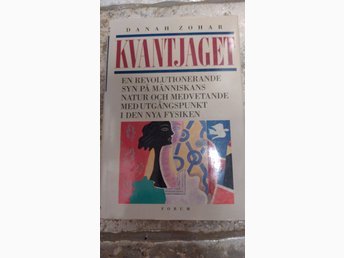 DANAH ZOHAR
KVANTJAGET
EN REVOLUTIONERANDE
SYN PÅ MÄNNISKANS
NATUR OCH MEDVETANDE
MED UTGÅNGSPUNKT
I DEN NYA FYSIKEN
FORUM